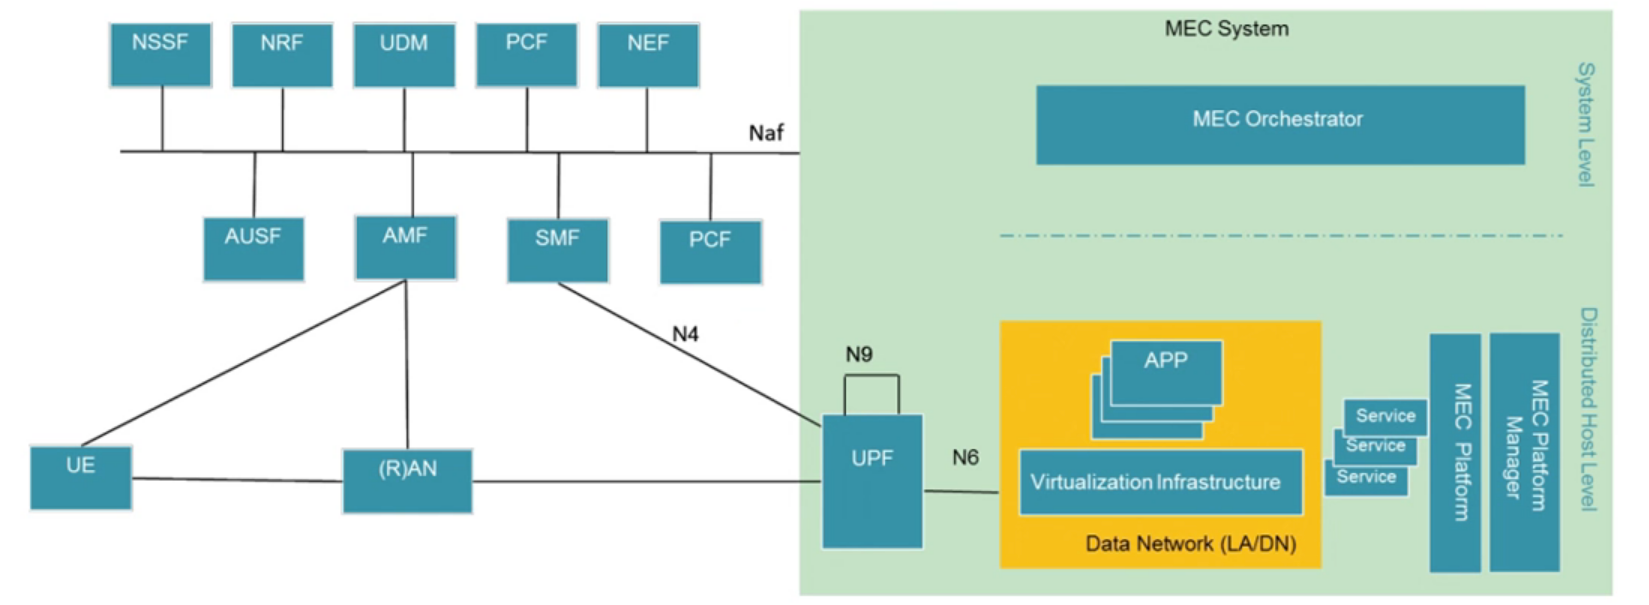 MEC System
NSSF
NRF
UDM
PCF
NEF
System Level
MEC Orchestrator
Naf
AUSF
AMF
SMF
PCF
N4
N9
APP
Distributed Host Level
Service
Service
Service
MEC Platform
MEC Platform
Manager
UE
(R)AN
UPF
N6
Virtualization Infrastructure
Data Network (LA/DN)